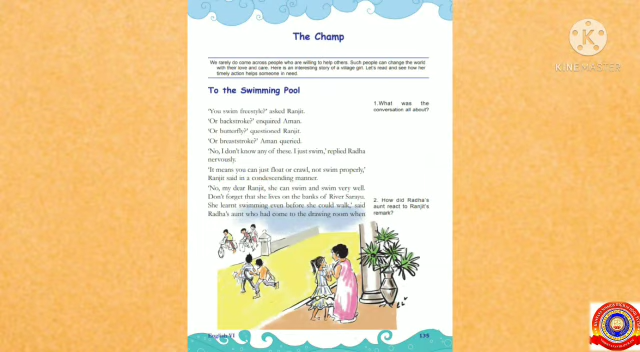 The Champ
We rarely do come across people who are willing to help others. Such people can change the world
with their love and care. Here is an interesting story of a village girl. Let's read and see how her
timely action helps someone in need.
To the Swimming Pool
'You swim freestyle?' asked Ranjit.
'Or backstroke?' enquired Aman.
'Or butterfly?' questioned Ranjit.
'Or breaststroke?' Aman queried.
'No, I don't know any of these. I just swim,' replied Radha
nervously.
'It means you can just float or crawl, not swim properly,'
Ranjit said in a condescending manner.
'No, my dear Ranjit, she can swim and swim very well.
Don't forget that she lives on the banks of River Sarayu.
She learnt swimming even before she could walk,' said
Radha's aunt who had come to the drawing room when
1. What was the
conversation all about?
2. How did Radha's
aunt react to Ranjit's
remark?
English VI
135
KINEMASTER